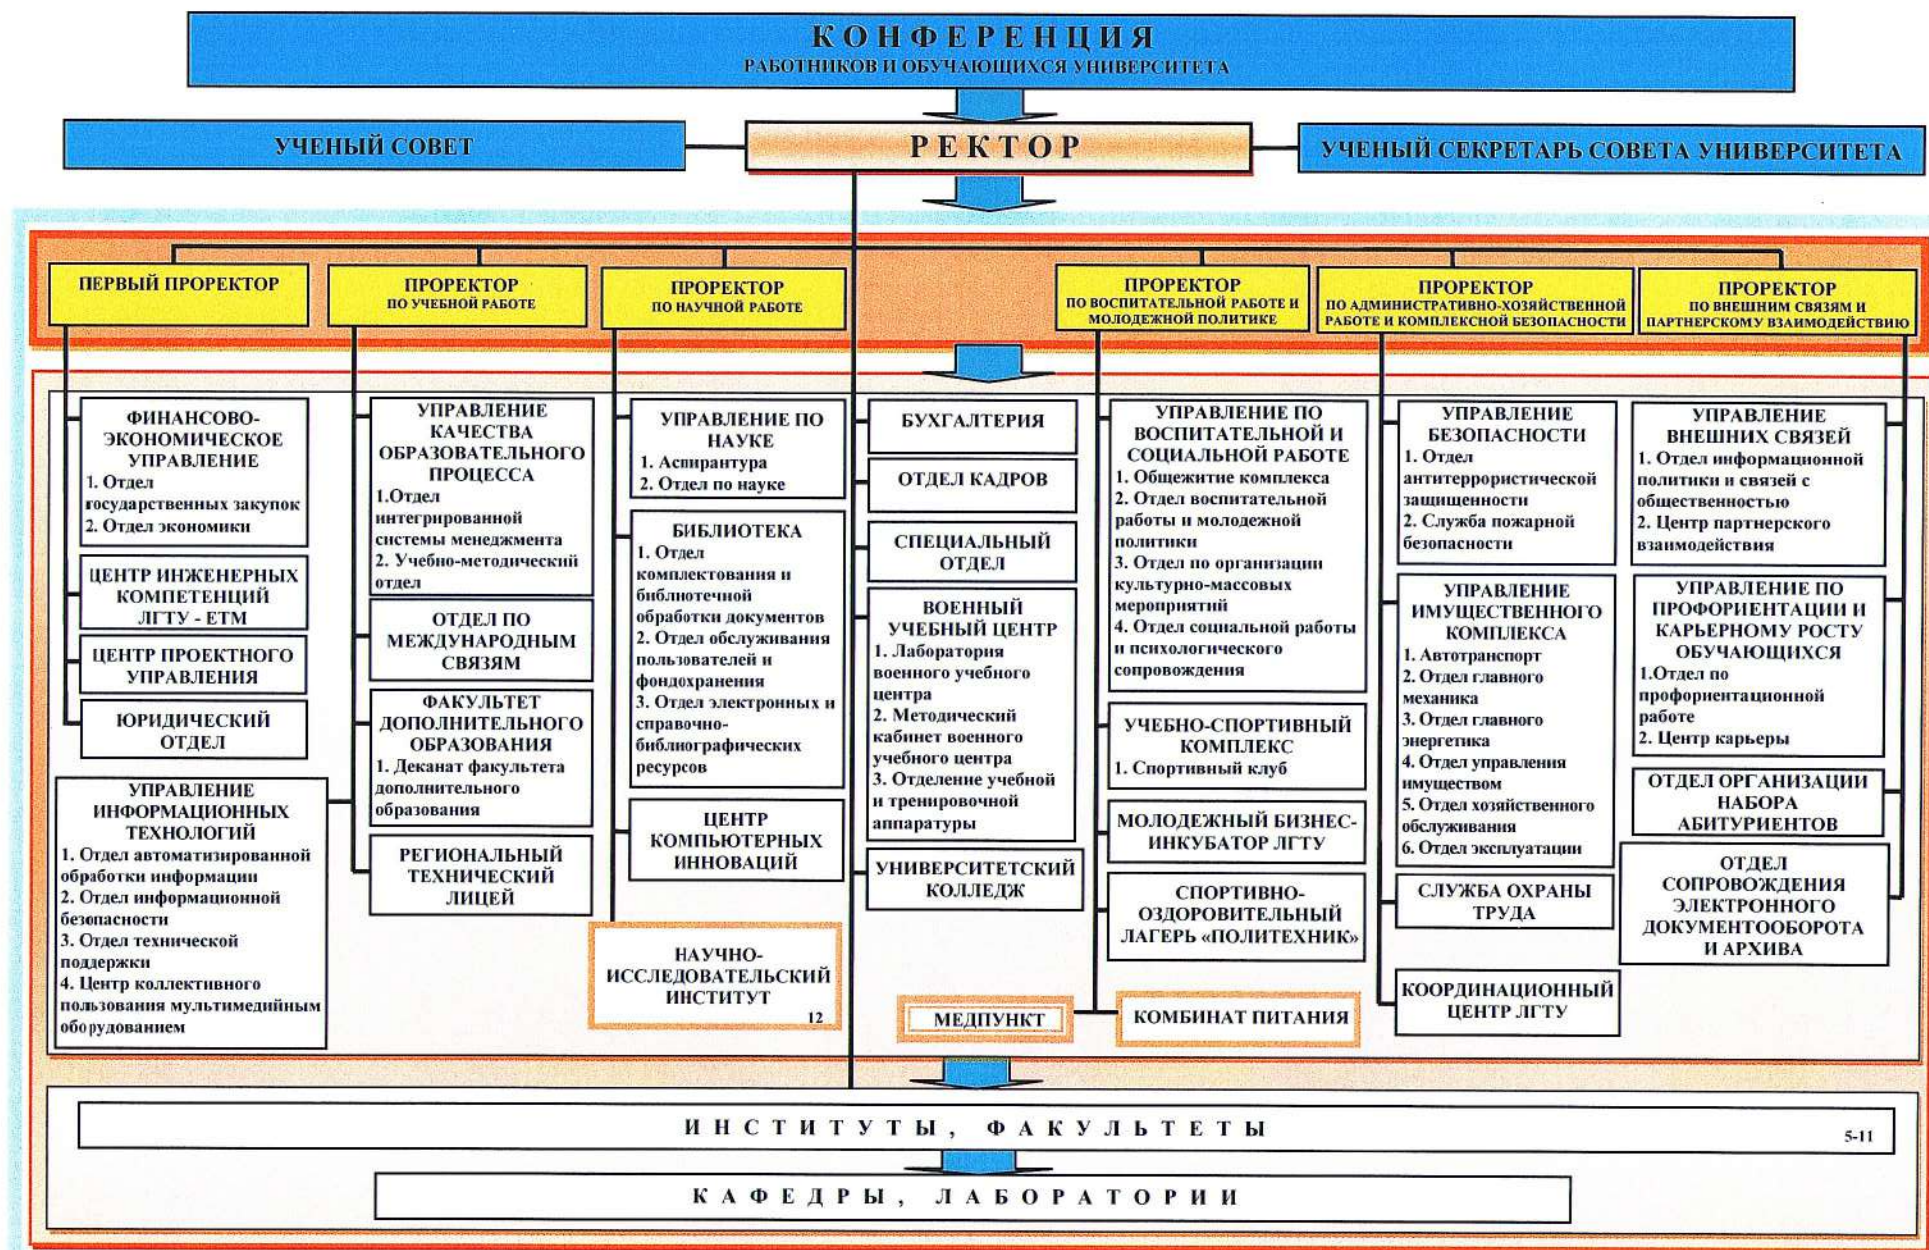 КОНФЕРЕНЦИЯ
РАБОТНИКОВ И ОБУЧАЮЩИХСЯ УНИВЕРСИТЕТА
УЧЕНЫЙ СОВЕТ
РЕКТОР
УЧЕНЫЙ СЕКРЕТАРЬ СОВЕТА УНИВЕРСИТЕТА
ПЕРВЫЙ ПРОРЕКТОР
ПРОРЕКТОР
ПО УЧЕБНОЙ РАБОТЕ
ПРОРЕКТОР
ПО НАУЧНОЙ РАБОТЕ
ПРОРЕКТОР
ПО ВОСПИТАТЕЛЬНОЙ РАБОТЕ И
МОЛОДЕЖНОЙ ПОЛИТИКЕ
ПРОРЕКТОР
ПО АДМИНИСТРАТИВНО-ХОЗЯЙСТВЕННОЙ
РАБОТЕ И КОМПЛЕКСНОЙ БЕЗОПАСНОСТИ
ПРОРЕКТОР
ПО ВНЕШНИМ СВЯЗЯМ И
ПАРТНЕРСКОМУ ВЗАИМОДЕЙСТВИЮ
ФИНАНСОВО-
ЭКОНОМИЧЕСКОЕ
УПРАВЛЕНИЕ
1. Отдел
государственных закупок
2. Отдел экономики
ЦЕНТР ИНЖЕНЕРНЫХ
КОМПЕТЕНЦИЙ
ЛГТУ - ЕТМ
ЦЕНТР ПРОЕКТНОГО
УПРАВЛЕНИЯ
ЮРИДИЧЕСКИЙ
ОТДЕЛ
УПРАВЛЕНИЕ
ИНФОРМАЦИОННЫХ
ТЕХНОЛОГИЙ
1. Отдел автоматизированной
обработки информации
2. Отдел информационной
безопасности
3. Отдел технической
поддержки
4. Центр коллективного
пользования мультимедийным
оборудованием
УПРАВЛЕНИЕ
КАЧЕСТВА
ОБРАЗОВАТЕЛЬНОГО
ПРОЦЕССА
1.Отдел
интегрированной
системы менеджмента
2. Учебно-методический
отдел
ОТДЕЛ ПО
МЕЖДУНАРОДНЫМ
СВЯЗЯМ
ФАКУЛЬТЕТ
ДОПОЛНИТЕЛЬНОГО
ОБРАЗОВАНИЯ
1. Деканат факультета
дополнительного
образования
РЕГИОНАЛЬНЫЙ
ТЕХНИЧЕСКИЙ
ЛИЦЕЙ
УПРАВЛЕНИЕ ПО
НАУКЕ
1. Аспирантура
2. Отдел по науке
БИБЛИОТЕКА
1. Отдел
комплектования и
библиотечной
обработки документов
2. Отдел обслуживания
пользователей и
фондохранения
3. Отдел электронных и
справочно-
библиографических
ресурсов
ЦЕНТР
КОМПЬЮТЕРНЫХ
ИННОВАЦИЙ
НАУЧНО-
ИССЛЕДОВАТЕЛЬСКИЙ
ИНСТИТУТ
12
БУХГАЛТЕРИЯ
ОТДЕЛ КАДРОВ
СПЕЦИАЛЬНЫЙ
ОТДЕЛ
ВОЕННЫЙ
УЧЕБНЫЙ ЦЕНТР
1. Лаборатория
военного учебного
центра
2. Методический
кабинет военного
учебного центра
3. Отделение учебной
и тренировочной
аппаратуры
УНИВЕРСИТЕТСКИЙ
КОЛЛЕДЖ
УПРАВЛЕНИЕ ПО
ВОСПИТАТЕЛЬНОЙ И
СОЦИАЛЬНОЙ РАБОТЕ
1. Общежитие комплекса
2. Отдел воспитательной
работы и молодежной
политики
3. Отдел по организации
культурно-массовых
мероприятий
4. Отдел социальной работы
и психологического
сопровождения
УЧЕБНО-СПОРТИВНЫЙ
КОМПЛЕКС
1. Спортивный клуб
МОЛОДЕЖНЫЙ БИЗНЕС-
ИНКУБАТОР ЛГТУ
СПОРТИВНО-
ОЗДОРОВИТЕЛЬНЫЙ
ЛАГЕРЬ «ПОЛИТЕХНИК»
МЕДПУНКТ
КОМБИНАТ ПИТАНИЯ
УПРАВЛЕНИЕ
БЕЗОПАСНОСТИ
1. Отдел
антитеррористической
защищенности
2. Служба пожарной
безопасности
УПРАВЛЕНИЕ
ИМУЩЕСТВЕННОГО
КОМПЛЕКСА
1. Автотранспорт
2. Отдел главного
механика
3. Отдел главного
энергетика
4. Отдел управления
имуществом
5. Отдел хозяйственного
обслуживания
6. Отдел эксплуатации
СЛУЖБА ОХРАНЫ
ТРУДА
КООРДИНАЦИОННЫЙ
ЦЕНТР ЛГТУ
УПРАВЛЕНИЕ
ВНЕШНИХ СВЯЗЕЙ
1. Отдел информационной
политики и связей с
общественностью
2. Центр партнерского
взаимодействия
УПРАВЛЕНИЕ ПО
ПРОФОРИЕНТАЦИИ И
КАРЬЕРНОМУ РОСТУ
ОБУЧАЮЩИХСЯ
1.Отдел по
профориентационной
работе
2. Центр карьеры
ОТДЕЛ ОРГАНИЗАЦИИ
НАБОРА
АБИТУРИЕНТОВ
ОТДЕЛ
СОПРОВОЖДЕНИЯ
ЭЛЕКТРОННОГО
ДОКУМЕНТООБОРОТА
И АРХИВА
ИНСТИТУТЫ, ФАКУЛЬТЕТЫ
5-11
КАФЕДРЫ, ЛАБОРАТОРИИ